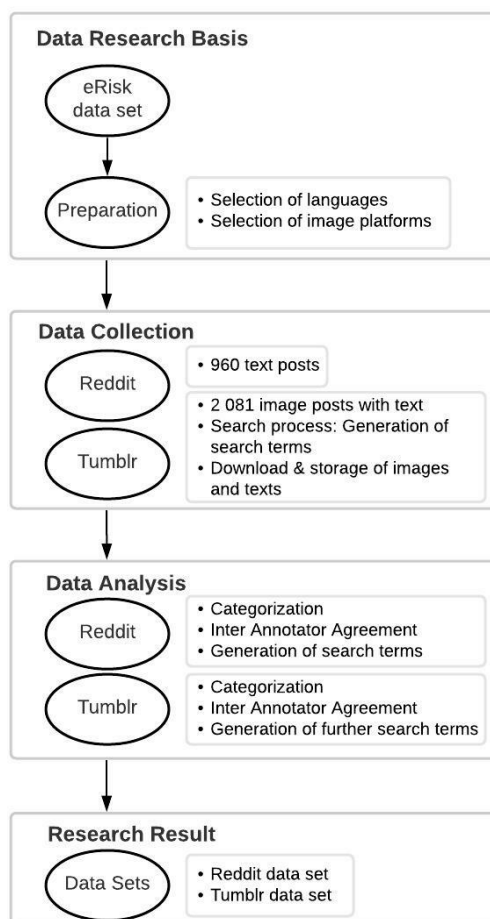 Data Research Basis
eRisk
data set
Preparation
• Selection of languages
• Selection of image platforms
Data Collection
Reddit
• 960 text posts
Tumblr
• 2 081 image posts with text
• Search process: Generation of
search terms
• Download & storage of images
and texts
Data Analysis
Reddit
• Categorization
• Inter Annotator Agreement
• Generation of search terms
Tumblr
• Categorization
• Inter Annotator Agreement
• Generation of further search terms
Research Result
Data Sets
• Reddit data set
• Tumblr data set